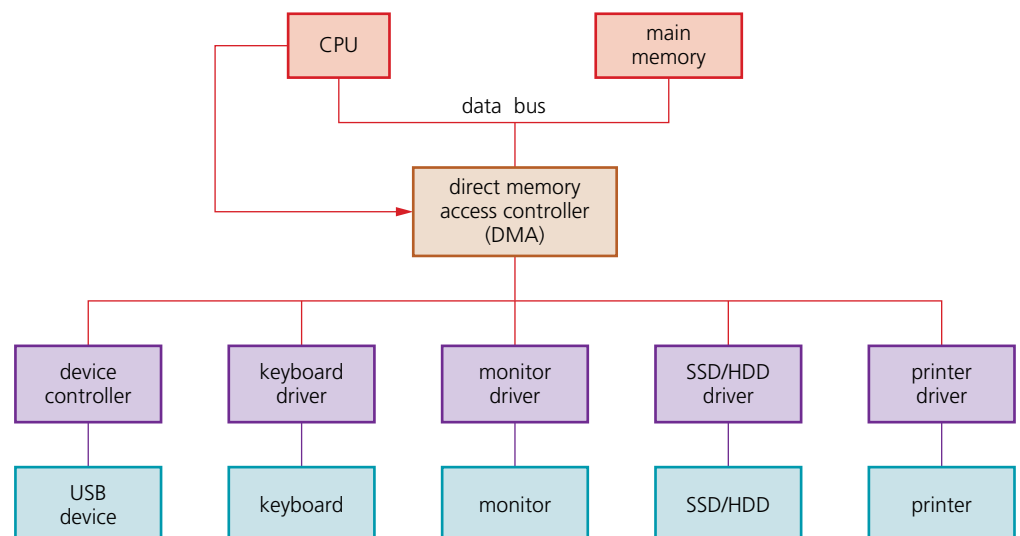 CPU
main
memory
data bus
direct memory
access controller
(DMA)
device
controller
keyboard
driver
monitor
driver
SSD/HDD
driver
printer
driver
USB
device
keyboard
monitor
SSD/HDD
printer